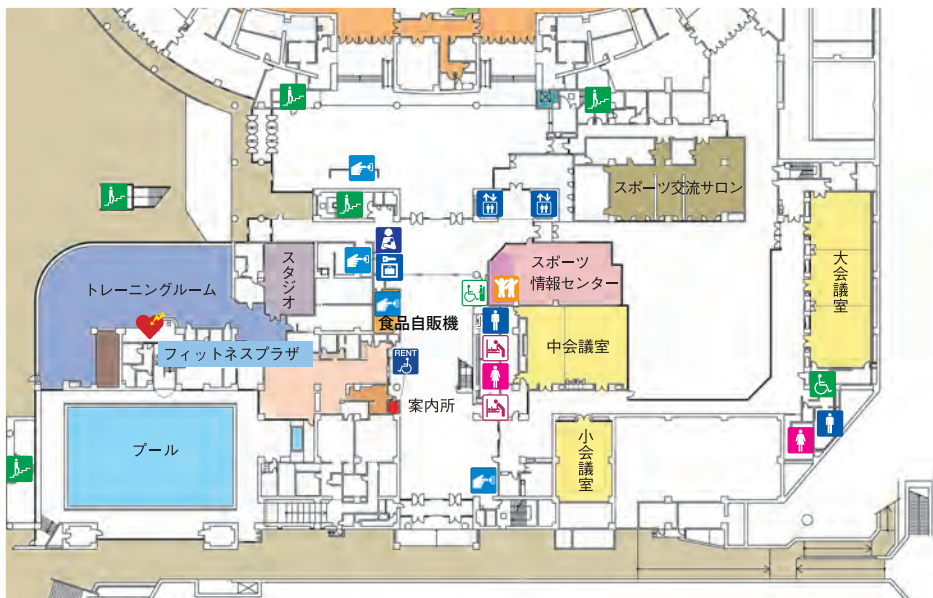 スポーツ交流サロン
スタジオ
スポーツ
情報センター
大会議室
トレーニングルーム
食品自販機
中会議室
フィットネスプラザ
RENT
案内所
プール
小会議室